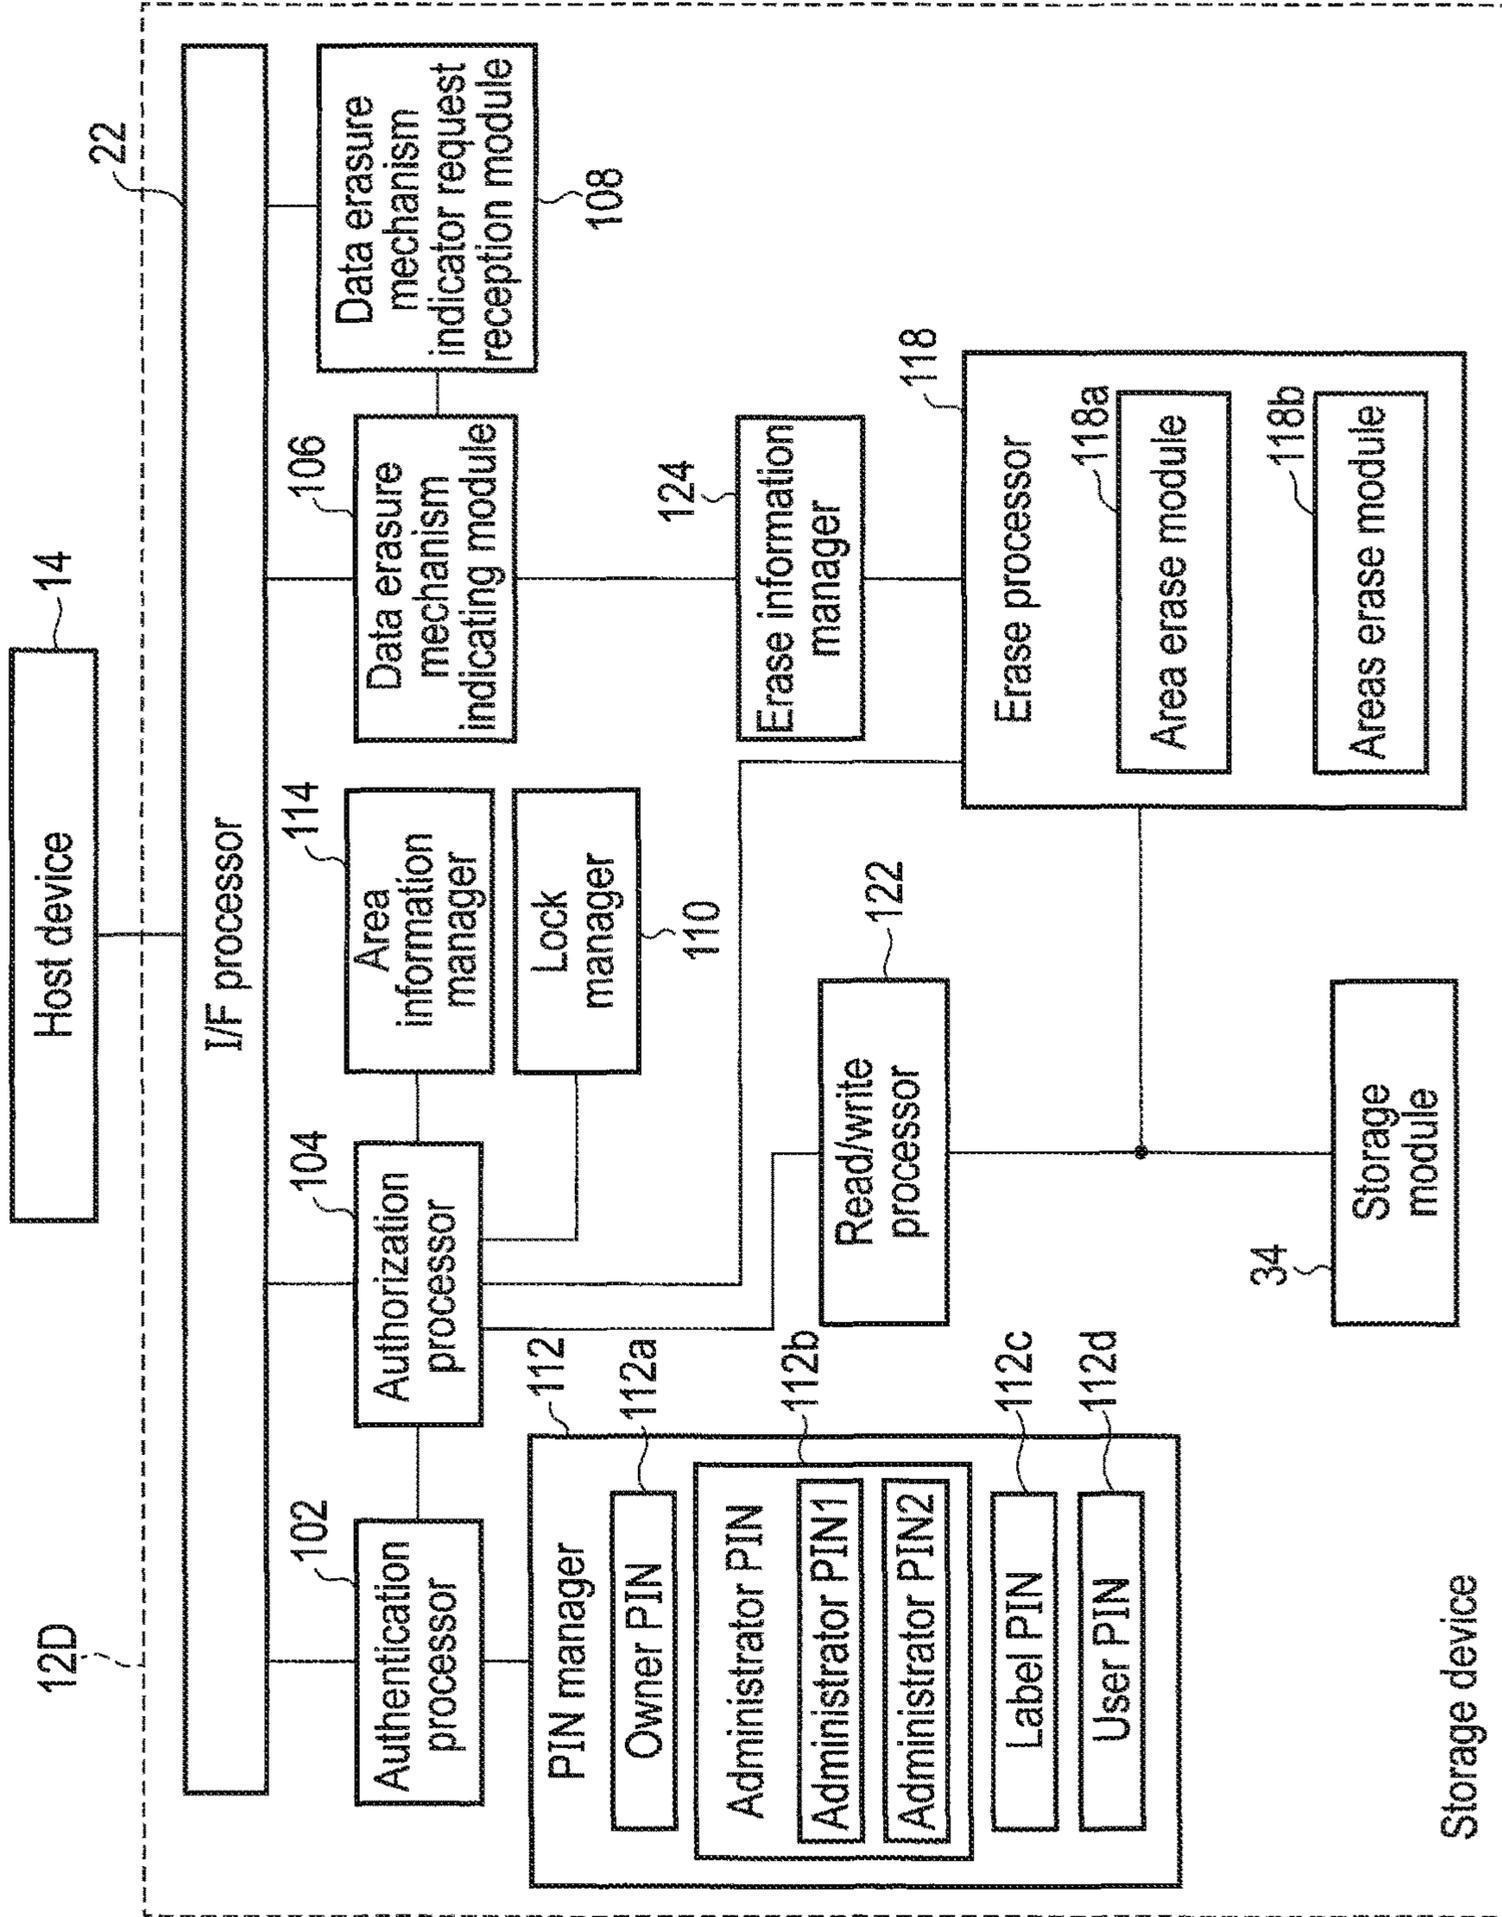 Host device
14
12D
22
I/F processor
102
Authentication
processor
104
Authorization
processor
114
Area
information
manager
Lock
manager
110
106
Data erasure
mechanism
indicating module
Data erasure
mechanism
indicator request
reception module
108
112
PIN manager
112a
Owner PIN
112b
Administrator PIN
Administrator PIN1
Administrator PIN2
112c
Label PIN
112d
User PIN
122
Read/write
processor
124
Erase information
manager
118
Erase processor
118a
Area erase module
118b
Areas erase module
34
Storage
module
Storage device